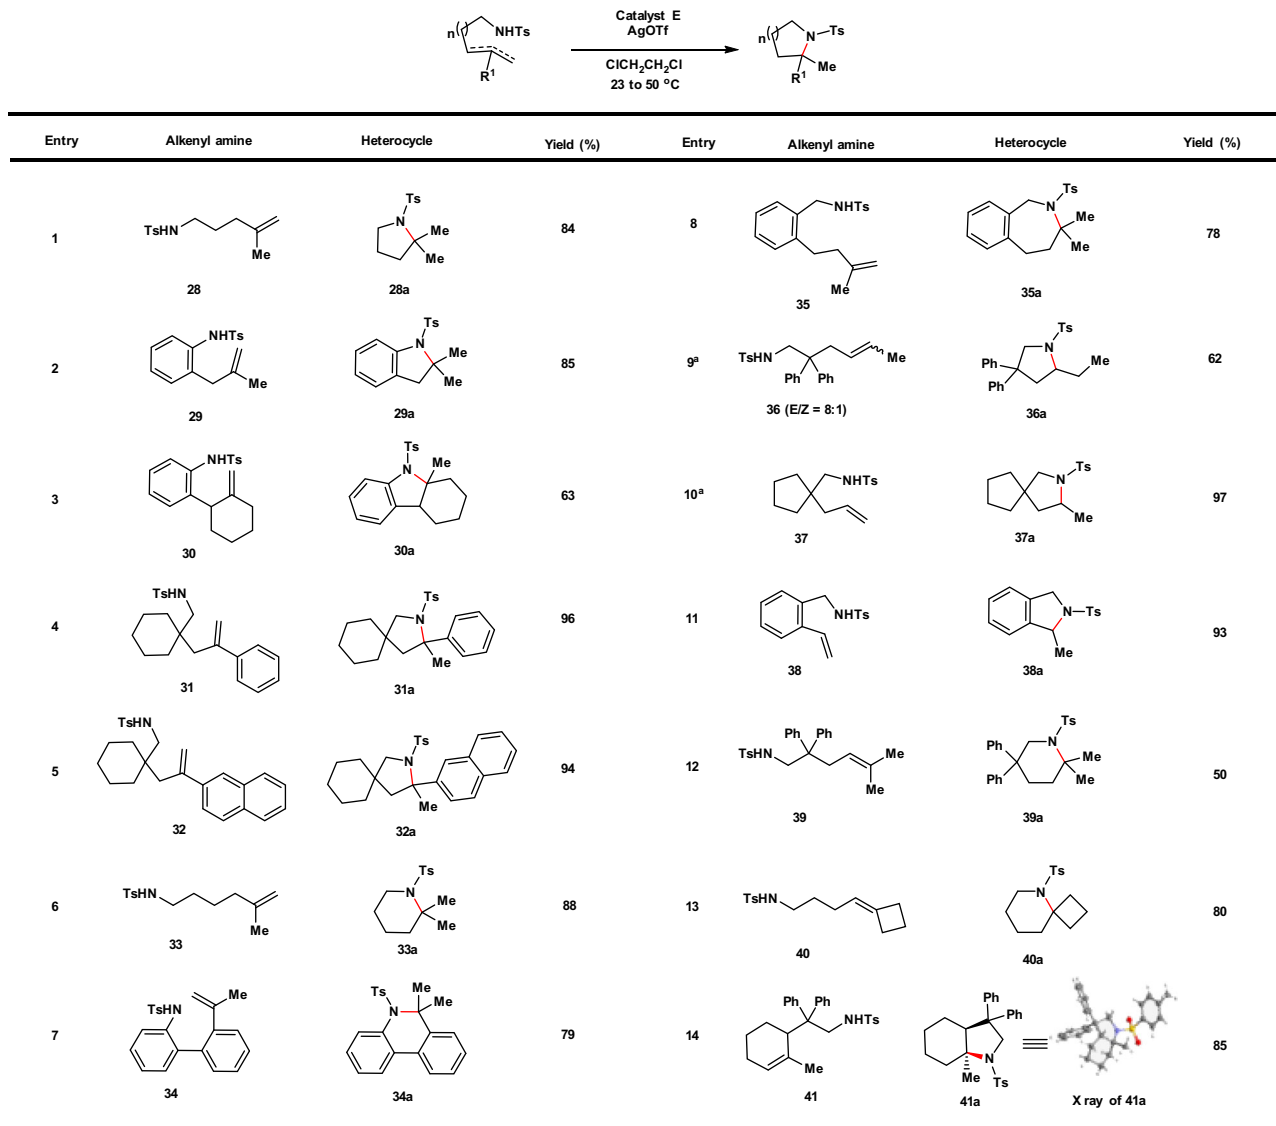 n( NHTs
R¹
Catalyst E
AgOTf
ClCH₂CH₂Cl
23 to 50 °C
n( N Ts
R¹ Me
Entry Alkenyl amine Heterocycle Yield (%) Entry Alkenyl amine Heterocycle Yield (%)
1
TsHN
Me
28
Ts
N
Me
Me
28a
84
8
NHTs
Me
35
Ts
N
Me
Me
35a
78
2
NHTs
Me
29
Ts
N
Me
Me
29a
85
9ᵃ
TsHN
Me
Ph Ph
36 (E/Z = 8:1)
Ts
N
Ph
Ph
Me
36a
62
3
NHTs
30
Ts
N
Me
30a
63
10ᵃ
NHTs
37
Ts
N
Me
37a
97
4
TsHN
31
Ts
N
Me
31a
96
11
NHTs
38
N Ts
Me
38a
93
5
TsHN
32
Ts
N
Me
32a
94
12
Ph Ph
TsHN
Me
Me
39
Ts
N
Ph
Ph
Me
Me
39a
50
6
TsHN
Me
33
Ts
N
Me
Me
33a
88
13
TsHN
40
Ts
N
40a
80
7
TsHN
Me
34
Ts
N
Me
Me
34a
79
14
Ph Ph
NHTs
Me
41
Ph
Ph
N
Me
Ts
41a
X ray of 41a
85